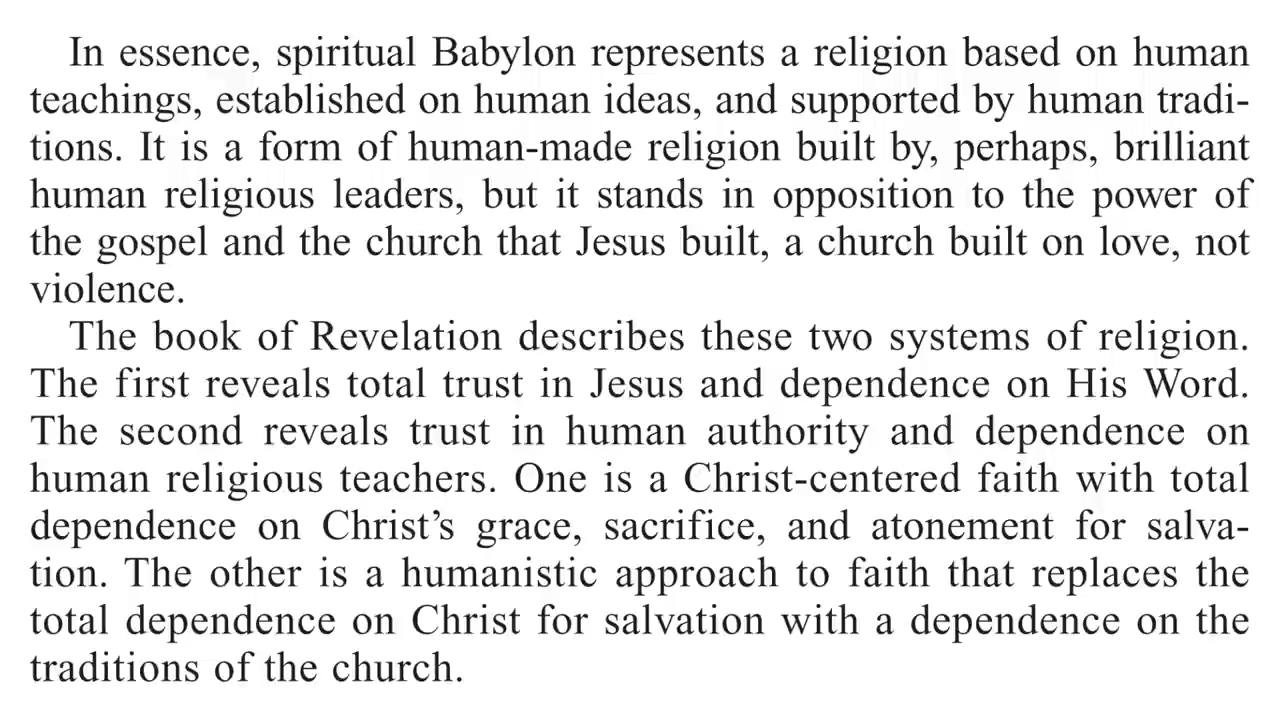 In essence, spiritual Babylon represents a religion based on human
teachings, established on human ideas, and supported by human tradi-
tions. It is a form of human-made religion built by, perhaps, brilliant
human religious leaders, but it stands in opposition to the power of
the gospel and the church that Jesus built, a church built on love, not
violence.
The book of Revelation describes these two systems of religion.
The first reveals total trust in Jesus and dependence on His Word.
The second reveals trust in human authority and dependence on
human religious teachers. One is a Christ-centered faith with total
dependence on Christ’s grace, sacrifice, and atonement for salva-
tion. The other is a humanistic approach to faith that replaces the
total dependence on Christ for salvation with a dependence on the
traditions of the church.